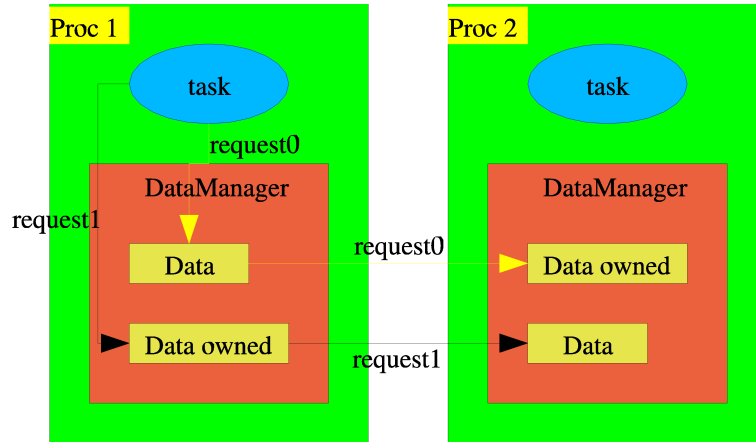 Proc 1
task
request0
DataManager
request1
Data
Data owned
request0
request1
Proc 2
task
DataManager
Data owned
Data